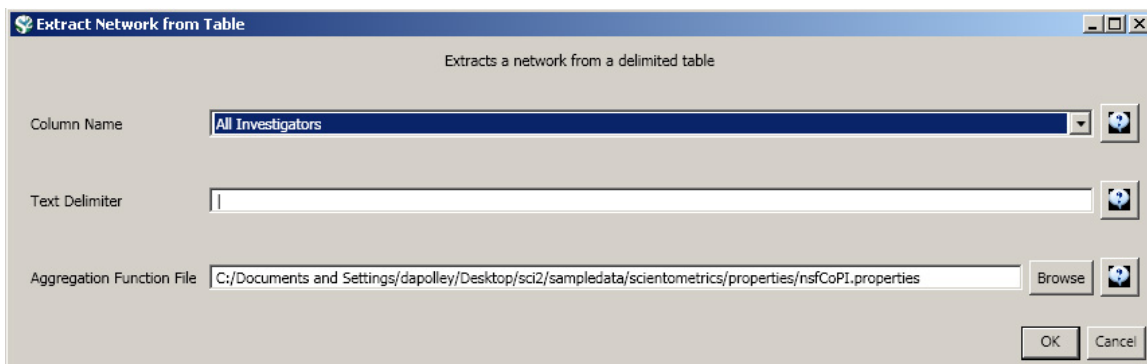 Extract Network from Table
Extracts a network from a delimited table
Column Name All Investigators
Text Delimiter |
Aggregation Function File C:/Documents and Settings/dapolley/Desktop/sci2/sampledata/scientometrics/properties/nsfCoPI.properties Browse
OK Cancel